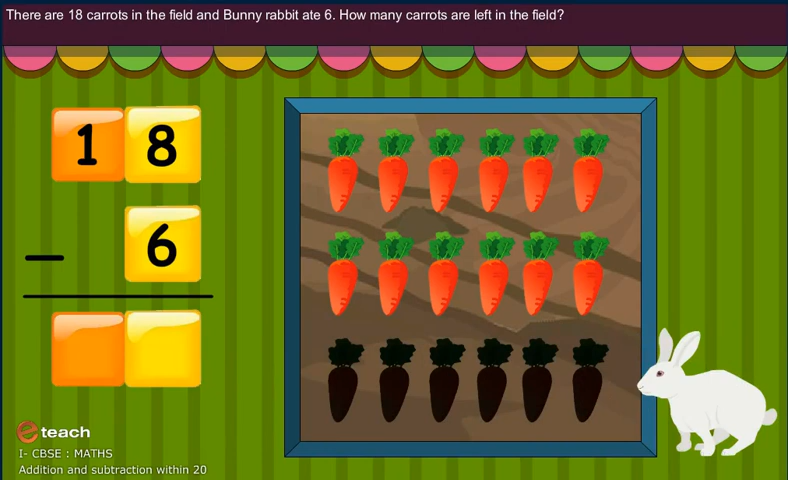 There are 18 carrots in the field and Bunny rabbit ate 6. How many carrots are left in the field?
1 8
– 6
eteach
I- CBSE : MATHS
Addition and subtraction within 20